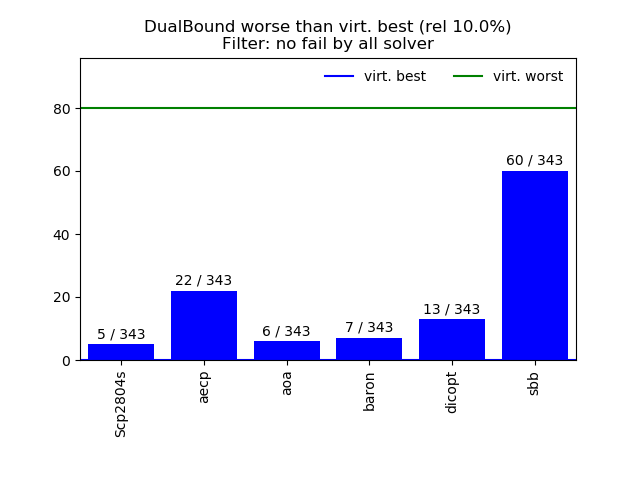 DualBound worse than virt. best (rel 10.0%)
Filter: no fail by all solver
virt. best
virt. worst
80
60
40
20
0
5 / 343
22 / 343
6 / 343
7 / 343
13 / 343
60 / 343
Scp2804s
aecp
aoa
baron
dicopt
sbb